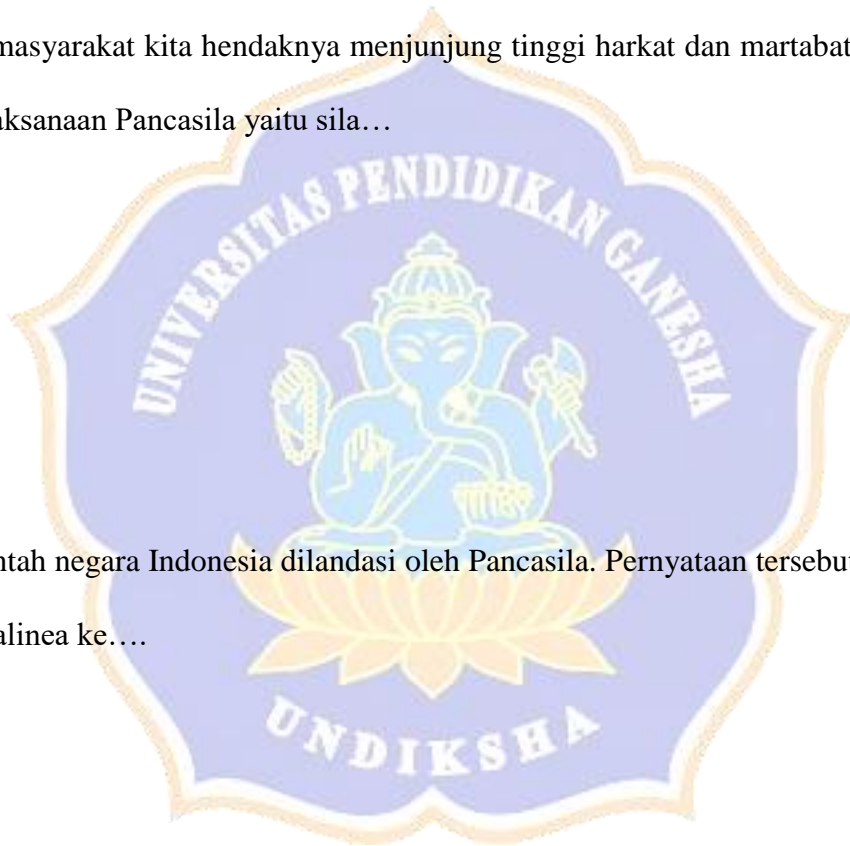 masyarakat kita hendaknya menjunjung tinggi harkat dan martabat
aksanaan Pancasila yaitu sila…
UNIVERSITAS PENDIDIKAN GANESHA
ntah negara Indonesia dilandasi oleh Pancasila. Pernyataan tersebut
alinea ke….
UNDIKSHA